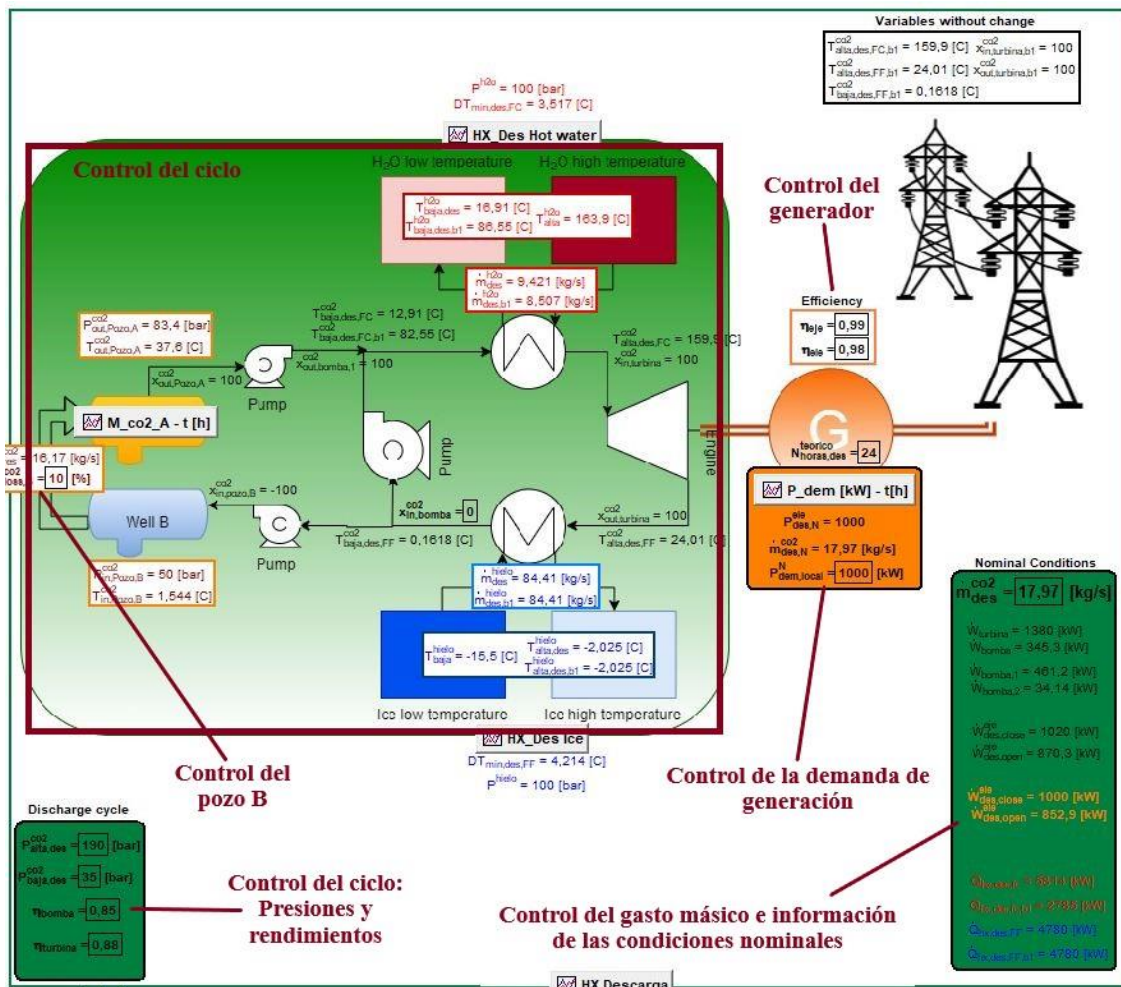 Variables without change
T^co2_alta,des,FC,b1 = 159,9 [C] x^co2_in,turbina,b1 = 100
T^co2_alta,des,FF,b1 = 24,01 [C] x^co2_out,turbina,b1 = 100
T^co2_baja,des,FF,b1 = 0,1618 [C]
P^h2o = 100 [bar]
DT_min,des,FC = 3,517 [C]
HX_Des Hot water
Control del ciclo
H2O low temperature
H2O high temperature
T^h2o_baja,des = 16,91 [C]
T^h2o_baja,des,b1 = 86,55 [C]
T^h2o_alta = 163,9 [C]
ṁ^h2o_des = 9,421 [kg/s]
ṁ^h2o_des,b1 = 8,507 [kg/s]
Control del
generador
Efficiency
η_eje = 0,99
η_ele = 0,98
P^co2_out,Pozo,A = 83,4 [bar]
T^co2_out,Pozo,A = 37,6 [C]
T^co2_baja,des,FC = 12,91 [C]
T^co2_baja,des,FC,b1 = 82,55 [C]
x^co2_out,bomba,1 = 100
x^co2_out,Pozo,A = 100
Pump
T^co2_alta,des,FC = 159,9 [C]
x^co2_in,turbina = 100
M_co2_A - t [h]
Pump
Engine
G
N^teorico_horas,des = 24
16,17 [kg/s]
= 10 [%]
Well B
x^co2_in,pozo,B = -100
Pump
x^co2_in,bomba = 0
T^co2_baja,des,FF = 0,1618 [C]
x^co2_out,turbina = 100
T^co2_alta,des,FF = 24,01 [C]
P_dem [kW] - t[h]
P^ele_des,N = 1000
ṁ^co2_des,N = 17,97 [kg/s]
P^N_dem,local = 1000 [kW]
P^co2_in,Pozo,B = 50 [bar]
T^co2_in,Pozo,B = 1,544 [C]
ṁ^hielo_des = 84,41 [kg/s]
ṁ^hielo_des,b1 = 84,41 [kg/s]
T^hielo_baja = -15,5 [C]
T^hielo_alta,des = -2,025 [C]
T^hielo_alta,des,b1 = -2,025 [C]
Ice low temperature
Ice high temperature
HX_Des Ice
DT_min,des,FF = 4,214 [C]
P^hielo = 100 [bar]
Nominal Conditions
ṁ^co2_des = 17,97 [kg/s]
Ẇ_turbina = 1380 [kW]
Ẇ_bomba = 345,3 [kW]
Ẇ_bomba,1 = 461,2 [kW]
Ẇ_bomba,2 = 34,14 [kW]
Ẇ^eje_des,close = 1020 [kW]
Ẇ^eje_des,open = 870,3 [kW]
Ẇ^ele_des,close = 1000 [kW]
Ẇ^ele_des,open = 852,9 [kW]
Q̇_hx,des,FF = 4780 [kW]
Q̇_hx,des,FF,b1 = 4780 [kW]
Control del
pozo B
Control de la demanda de
generación
Discharge cycle
P^co2_alta,des = 190 [bar]
P^co2_baja,des = 35 [bar]
η_bomba = 0,85
η_turbina = 0,88
Control del ciclo:
Presiones y
rendimientos
Control del gasto másico e información
de las condiciones nominales
HX Descarga